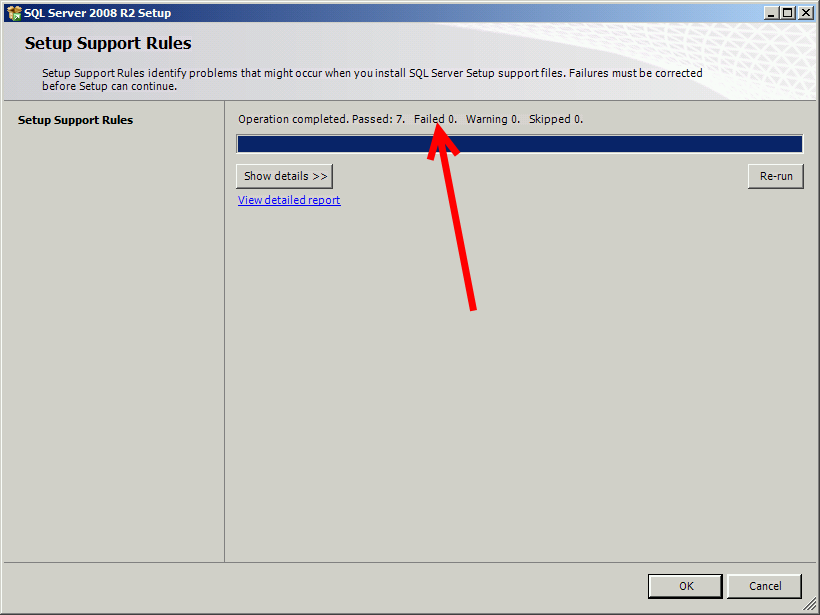 SQL Server 2008 R2 Setup
Setup Support Rules
Setup Support Rules identify problems that might occur when you install SQL Server Setup support files. Failures must be corrected
before Setup can continue.
Setup Support Rules
Operation completed. Passed: 7.   Failed 0.   Warning 0.   Skipped 0.
Show details >>
Re-run
View detailed report
OK
Cancel